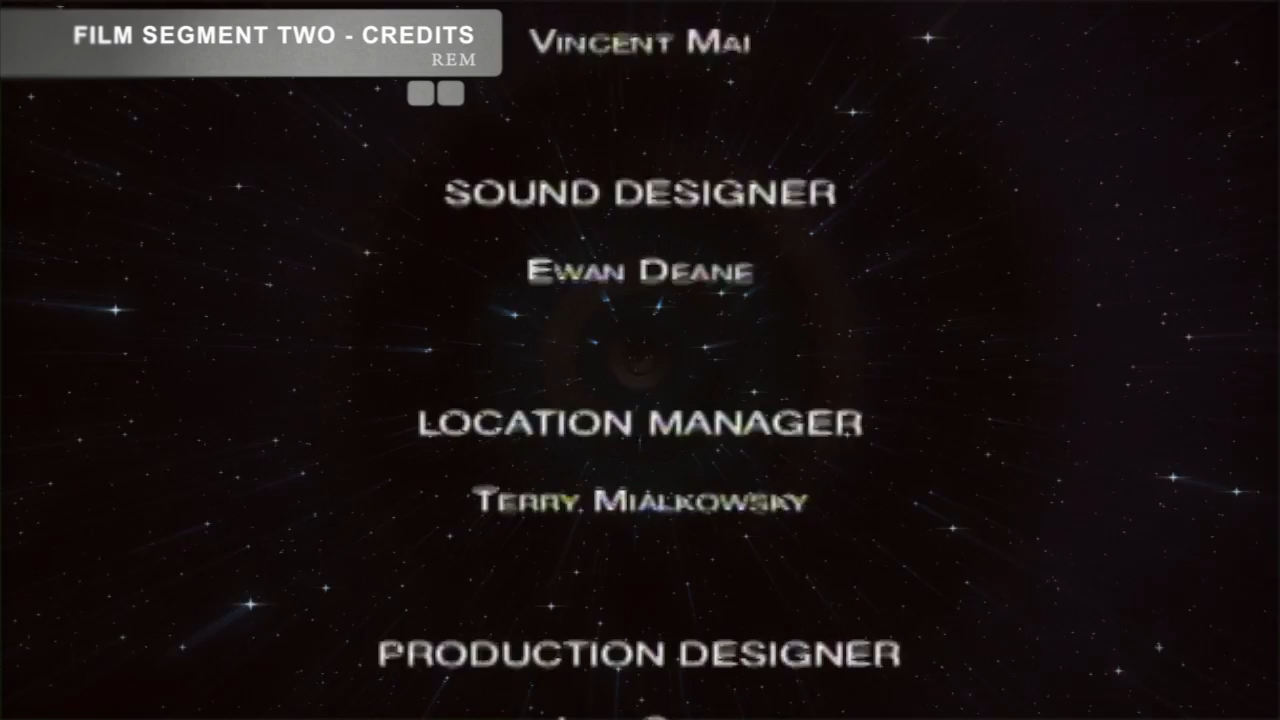 FILM SEGMENT TWO - CREDITS
REM
VINCENT MAI
SOUND DESIGNER
EWAN DEANE
LOCATION MANAGER
TERRY MIALKOWSKY
PRODUCTION DESIGNER